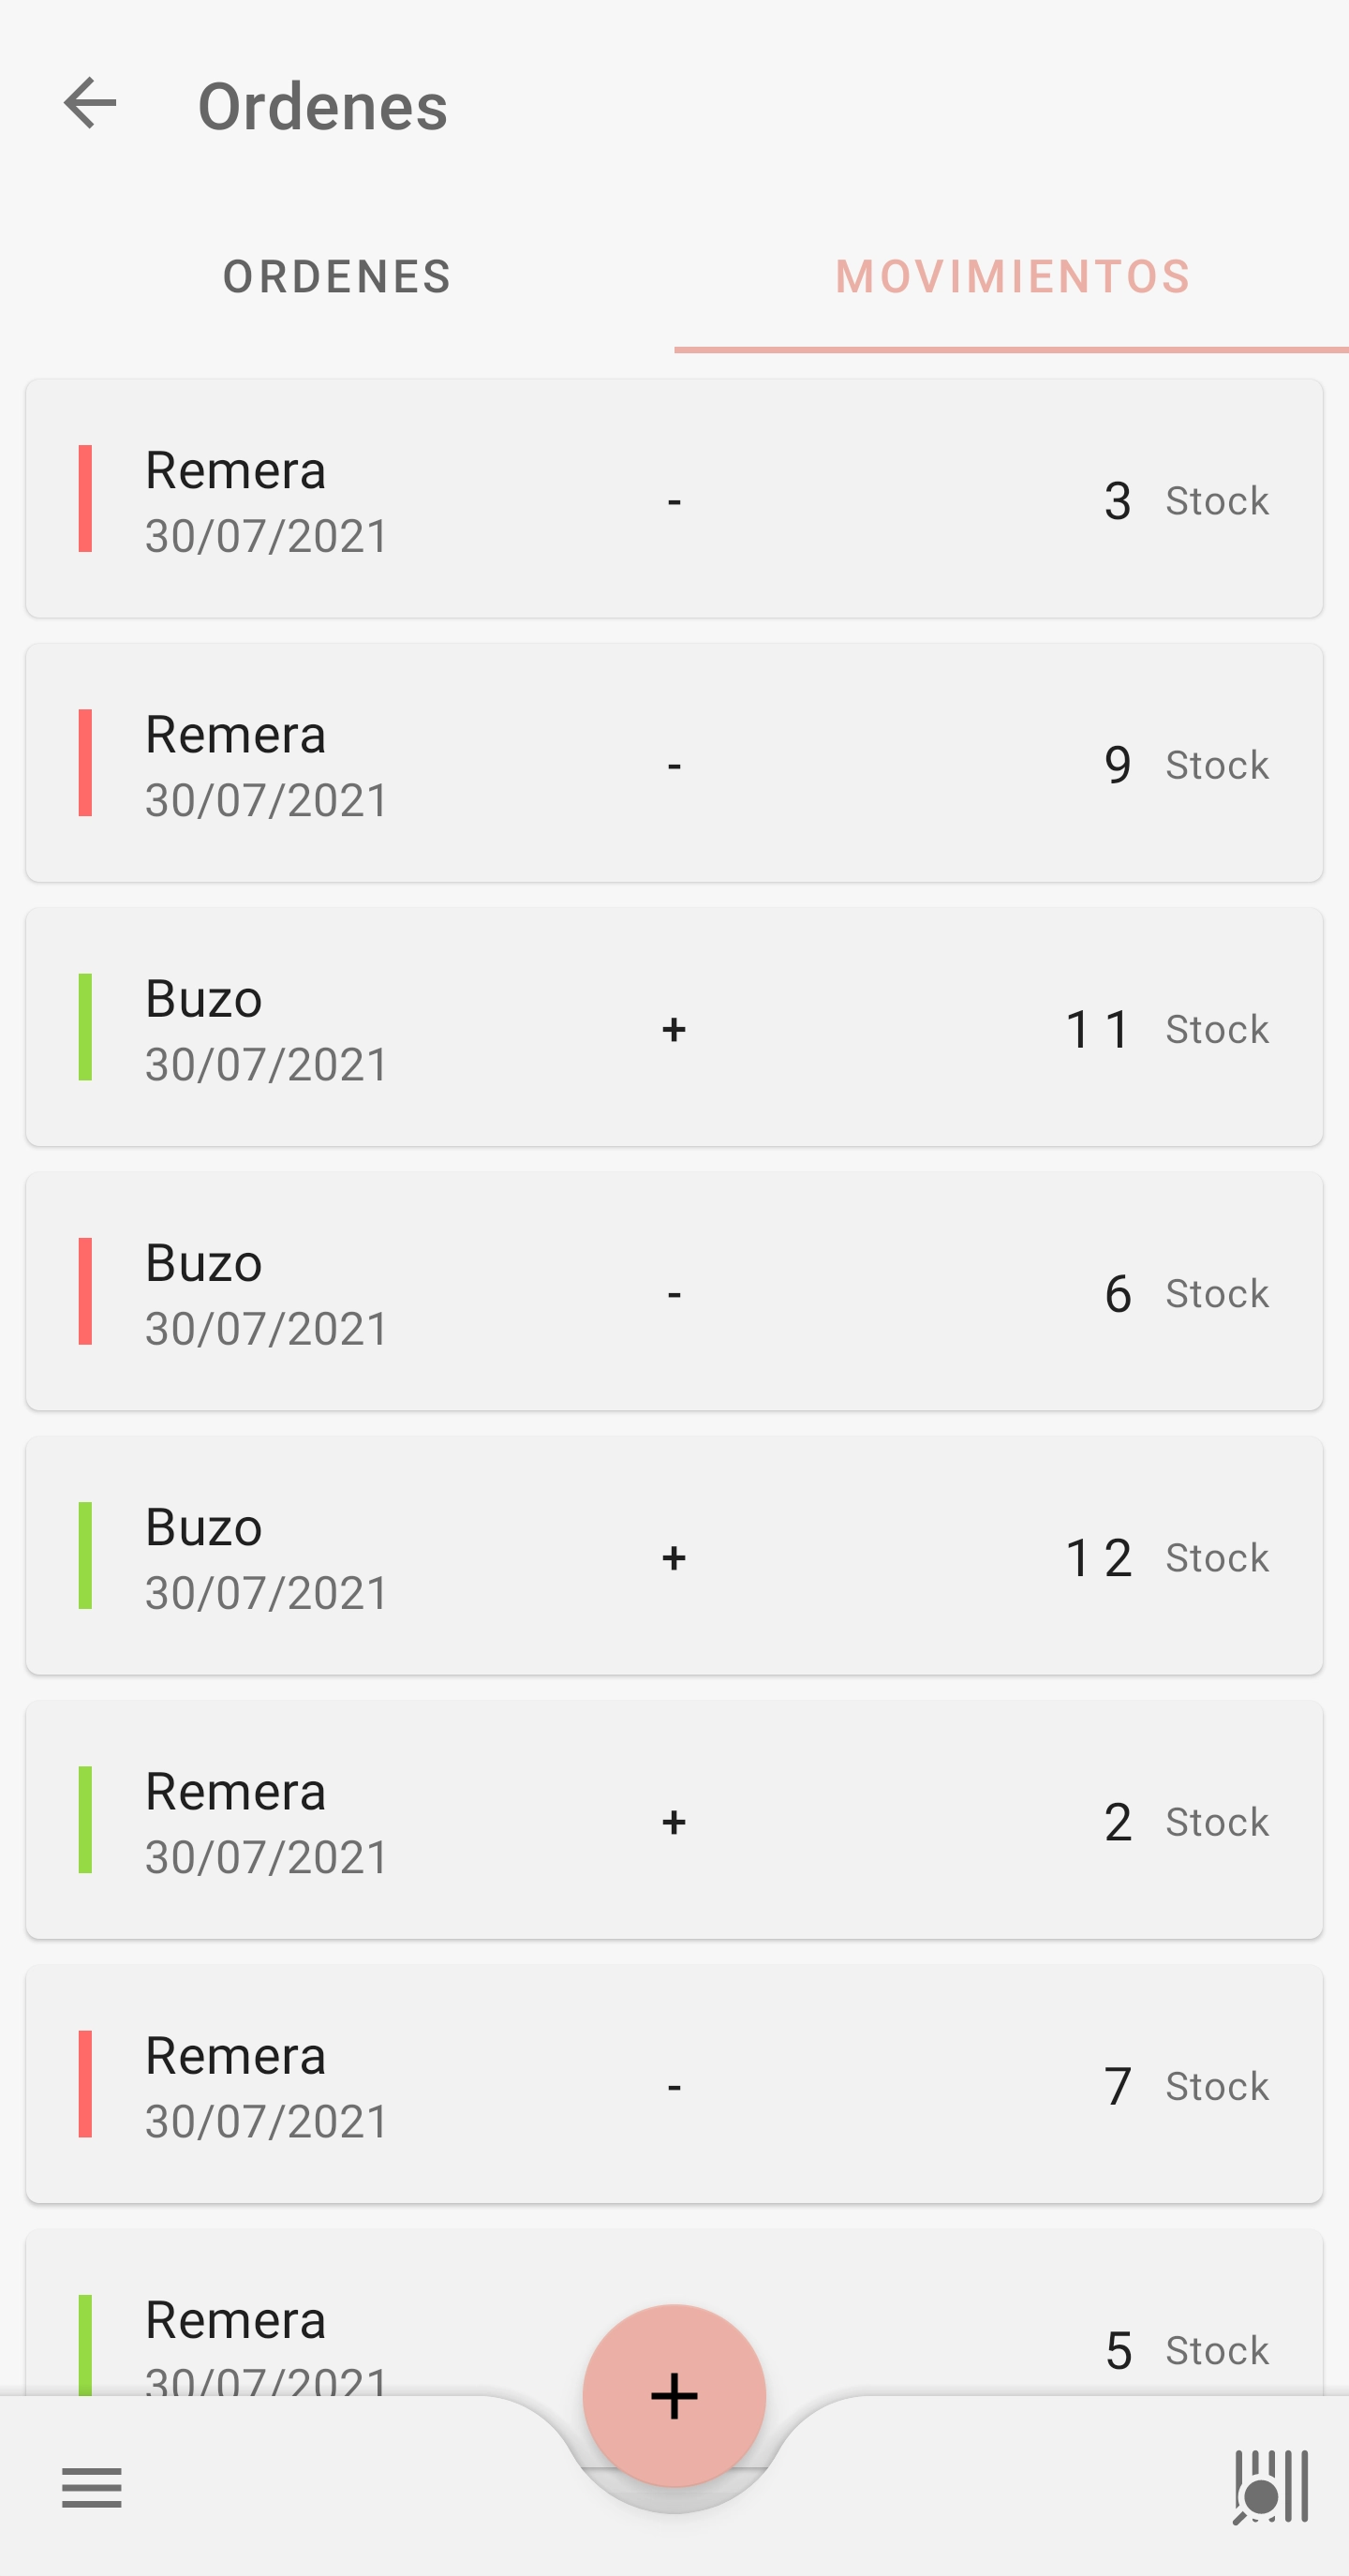 Ordenes
ORDENES MOVIMIENTOS
Remera
30/07/2021
- 3 Stock
Remera
30/07/2021
- 9 Stock
Buzo
30/07/2021
+ 11 Stock
Buzo
30/07/2021
- 6 Stock
Buzo
30/07/2021
+ 12 Stock
Remera
30/07/2021
+ 2 Stock
Remera
30/07/2021
- 7 Stock
Remera
30/07/2021
5 Stock
+